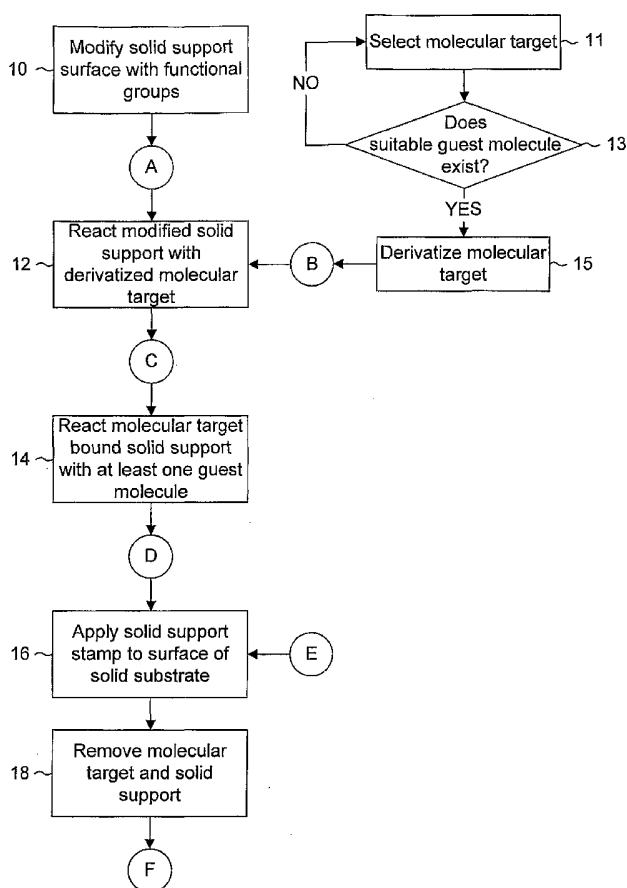 10
Modify solid support
surface with functional
groups
Select molecular target
11
NO
Does
suitable guest molecule
exist?
13
A
YES
12
React modified solid
support with
derivatized molecular
target
B
Derivatize molecular
target
15
C
14
React molecular target
bound solid support
with at least one guest
molecule
D
16
Apply solid support
stamp to surface of
solid substrate
E
18
Remove molecular
target and solid
support
F